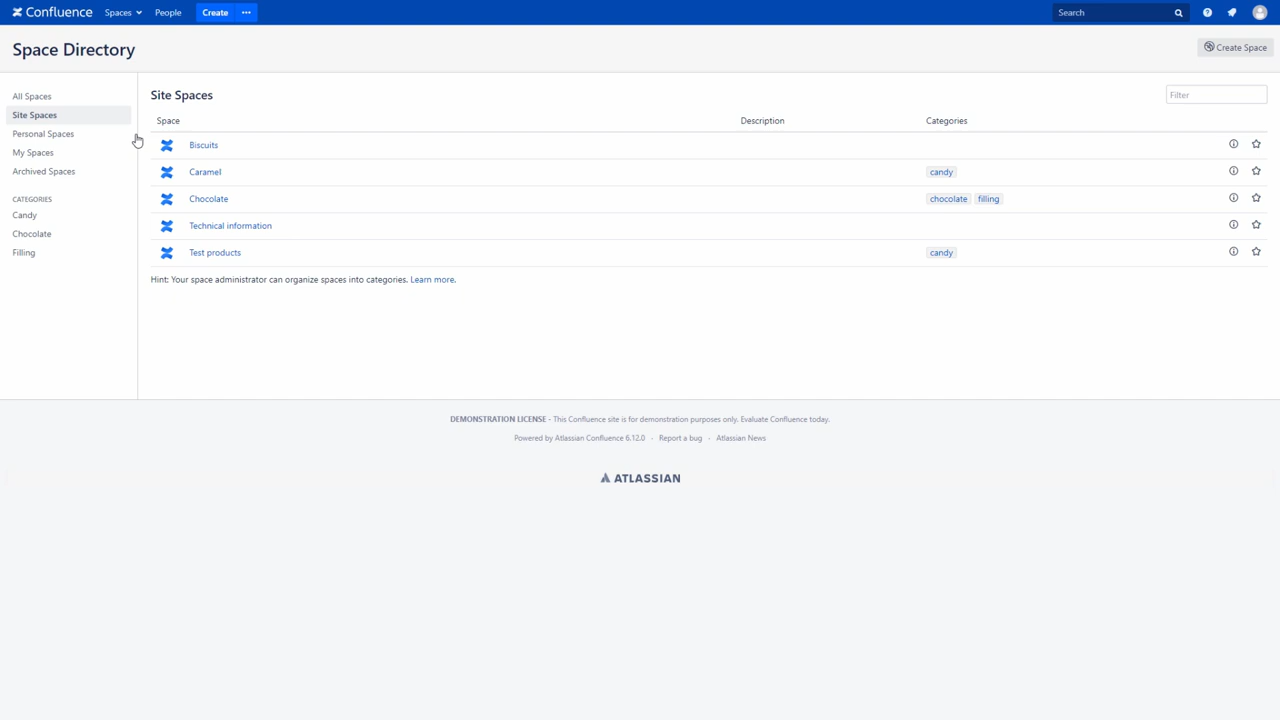 Confluence Spaces People Create ··· Search
Space Directory
Create Space
All Spaces
Site Spaces
Personal Spaces
My Spaces
Archived Spaces
CATEGORIES
Candy
Chocolate
Filling
Site Spaces
Filter
Space Description Categories
Biscuits
Caramel candy
Chocolate chocolate filling
Technical information
Test products candy
Hint: Your space administrator can organize spaces into categories. Learn more.
DEMONSTRATION LICENSE - This Confluence site is for demonstration purposes only. Evaluate Confluence today.
Powered by Atlassian Confluence 6.12.0 · Report a bug · Atlassian News
ATLASSIAN